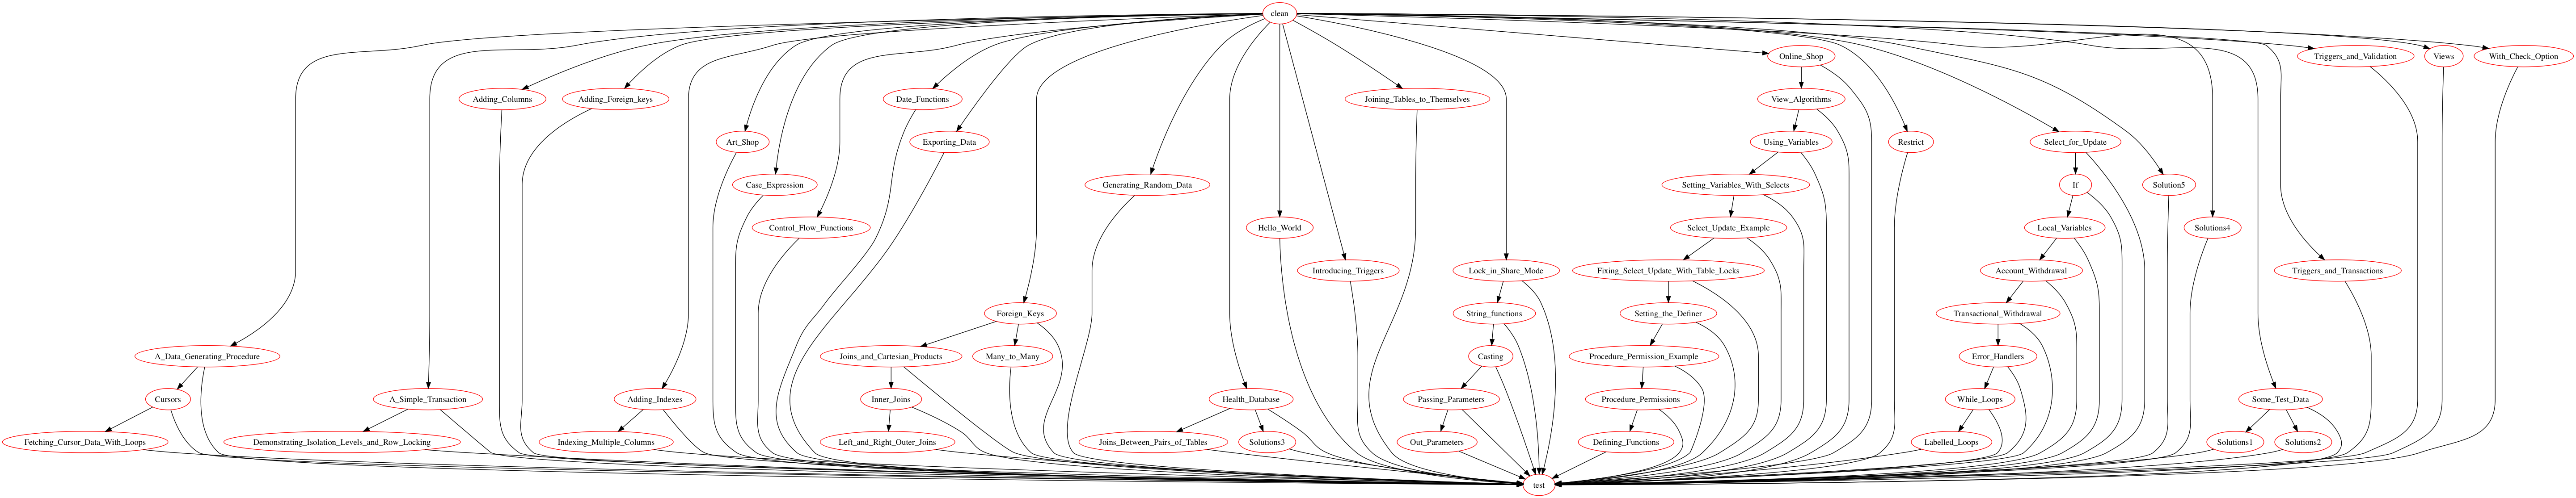 clean
Online_Shop
Triggers_and_Validation
Views
With_Check_Option
Adding_Columns
Adding_Foreign_keys
Date_Functions
Joining_Tables_to_Themselves
View_Algorithms
Art_Shop
Exporting_Data
Using_Variables
Restrict
Select_for_Update
Case_Expression
Generating_Random_Data
Setting_Variables_With_Selects
If
Solution5
Control_Flow_Functions
Hello_World
Select_Update_Example
Local_Variables
Solutions4
Introducing_Triggers
Lock_in_Share_Mode
Fixing_Select_Update_With_Table_Locks
Account_Withdrawal
Triggers_and_Transactions
Foreign_Keys
String_functions
Setting_the_Definer
Transactional_Withdrawal
A_Data_Generating_Procedure
Joins_and_Cartesian_Products
Many_to_Many
Casting
Procedure_Permission_Example
Error_Handlers
Cursors
A_Simple_Transaction
Adding_Indexes
Inner_Joins
Health_Database
Passing_Parameters
Procedure_Permissions
While_Loops
Some_Test_Data
Fetching_Cursor_Data_With_Loops
Demonstrating_Isolation_Levels_and_Row_Locking
Indexing_Multiple_Columns
Left_and_Right_Outer_Joins
Joins_Between_Pairs_of_Tables
Solutions3
Out_Parameters
Defining_Functions
Labelled_Loops
Solutions1
Solutions2
test